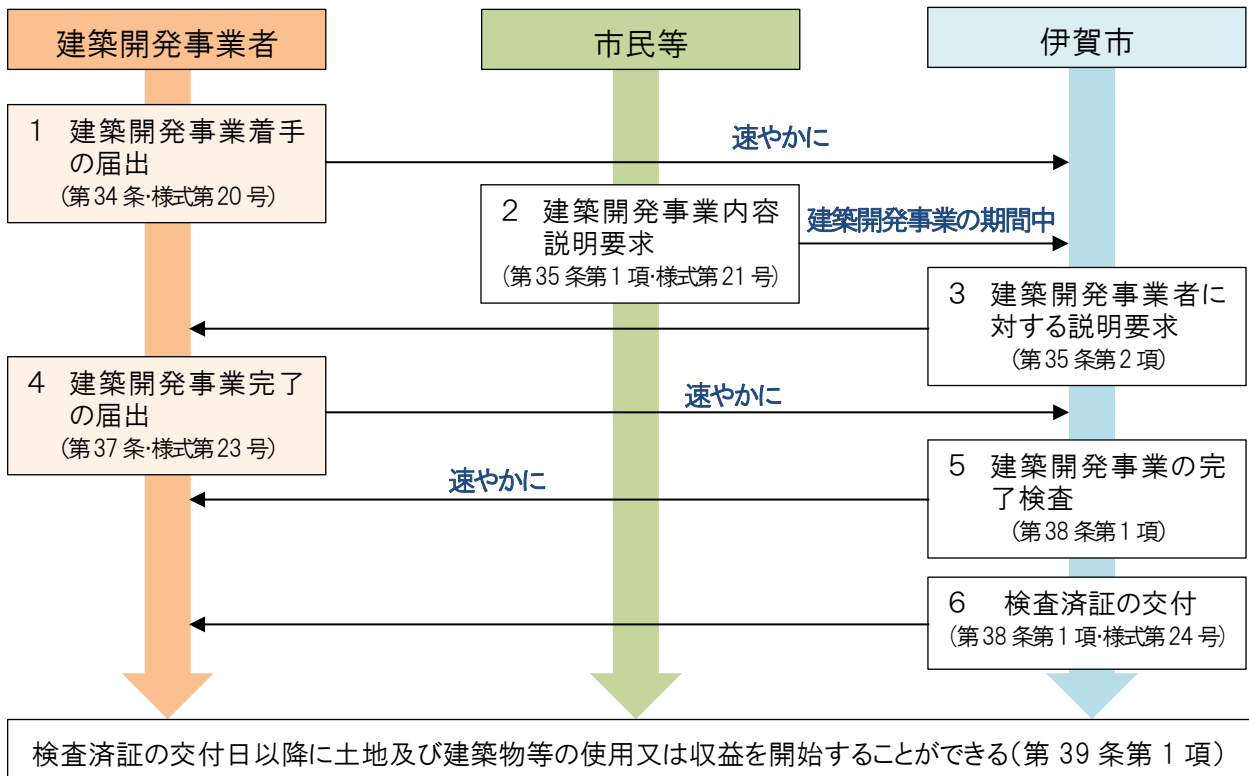 建築開発事業者
市民等
伊賀市
1 建築開発事業着手
の届出
(第34条・様式第20号)
速やかに
2 建築開発事業内容
説明要求
(第35条第1項・様式第21号)
建築開発事業の期間中
3 建築開発事業者に
対する説明要求
(第35条第2項)
4 建築開発事業完了
の届出
(第37条・様式第23号)
速やかに
5 建築開発事業の完
了検査
(第38条第1項)
速やかに
6 検査済証の交付
(第38条第1項・様式第24号)
検査済証の交付日以降に土地及び建築物等の使用又は収益を開始することができる(第39条第1項)